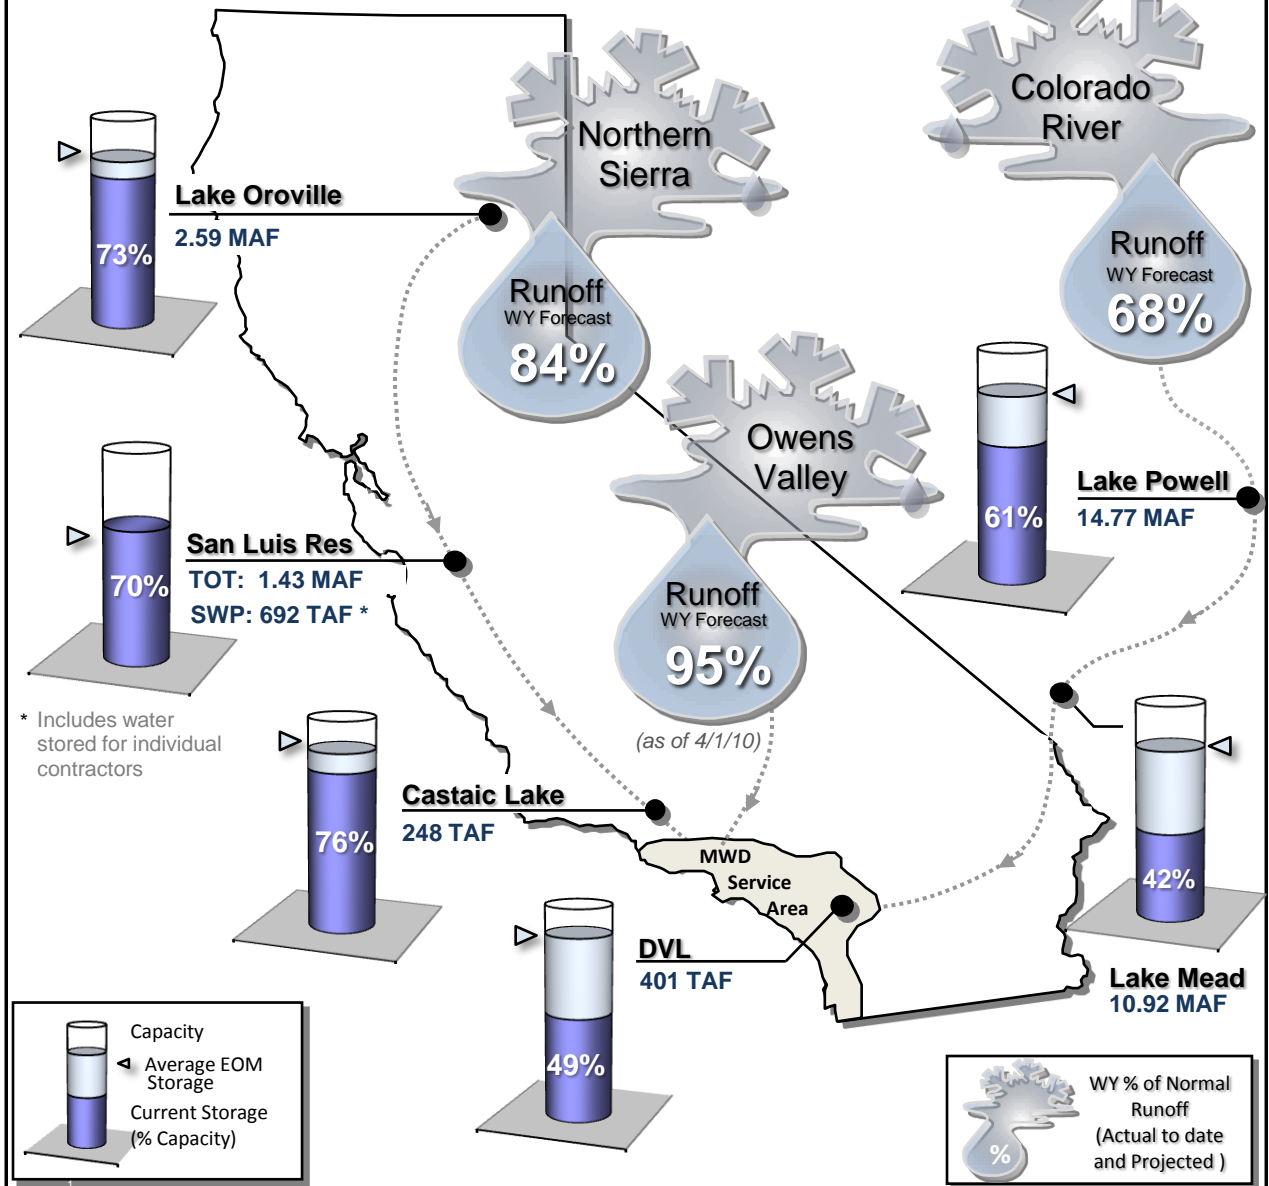 Northern
Sierra
Colorado
River
Lake Oroville
2.59 MAF
73%
Runoff
WY Forecast
84%
Runoff
WY Forecast
68%
Owens
Valley
Lake Powell
14.77 MAF
61%
San Luis Res
TOT: 1.43 MAF
SWP: 692 TAF *
70%
Runoff
WY Forecast
95%
(as of 4/1/10)
* Includes water
stored for individual
contractors
Castaic Lake
248 TAF
76%
MWD
Service
Area
42%
Lake Mead
10.92 MAF
DVL
401 TAF
49%
Capacity
Average EOM
Storage
Current Storage
(% Capacity)
WY % of Normal
Runoff
(Actual to date
and Projected )
%